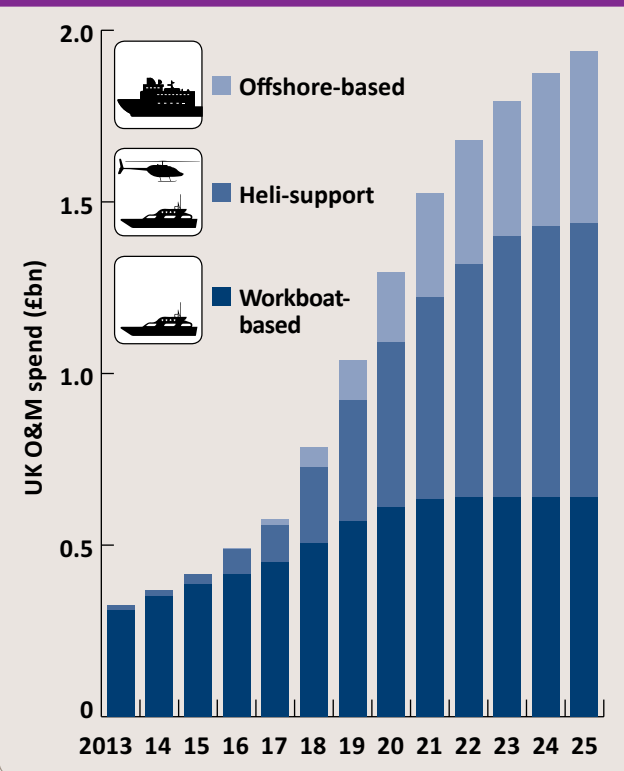 2.0
Offshore-based
Heli-support
1.5
Workboat-
based
1.0
0.5
0
UK O&M spend (£bn)
2013 14 15 16 17 18 19 20 21 22 23 24 25